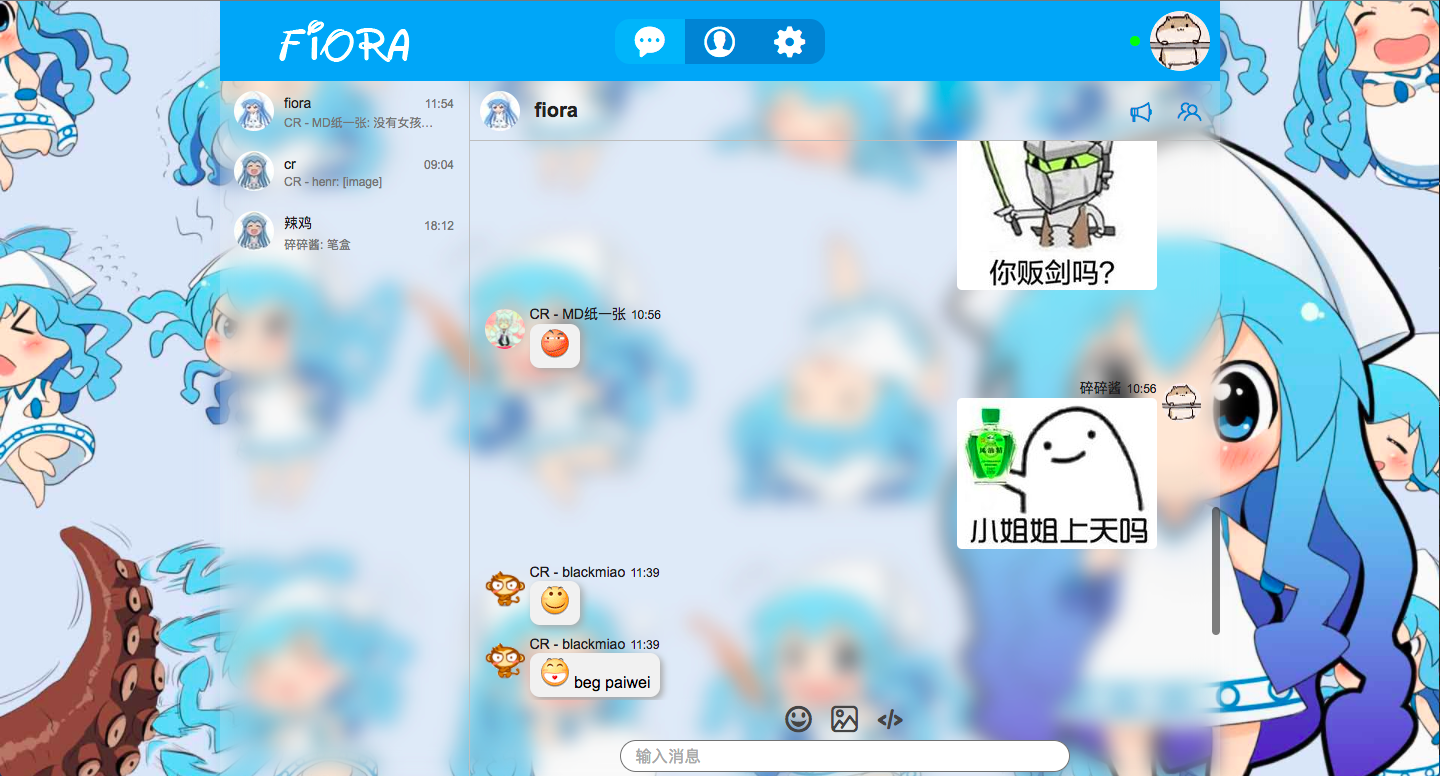 FiORA
fiora 11:54
CR - MD纸一张: 没有女孩…
cr 09:04
CR - henr: [image]
辣鸡 18:12
碎碎酱: 笔盒
fiora
你贩剑吗?
CR - MD纸一张 10:56
碎碎酱 10:56
小姐姐上天吗
CR - blackmiao 11:39
CR - blackmiao 11:39
beg paiwei
输入消息